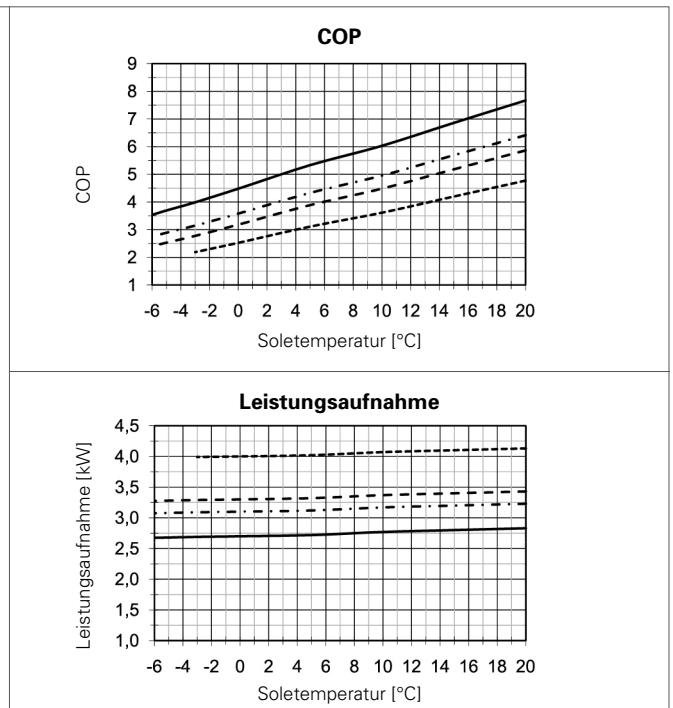 COP
9
8
7
6
5
4
3
2
1
COP
-6 -4 -2 0 2 4 6 8 10 12 14 16 18 20
Soletemperatur [°C]
Leistungsaufnahme
4,5
4,0
3,5
3,0
2,5
2,0
1,5
1,0
Leistungsaufnahme [kW]
-6 -4 -2 0 2 4 6 8 10 12 14 16 18 20
Soletemperatur [°C]